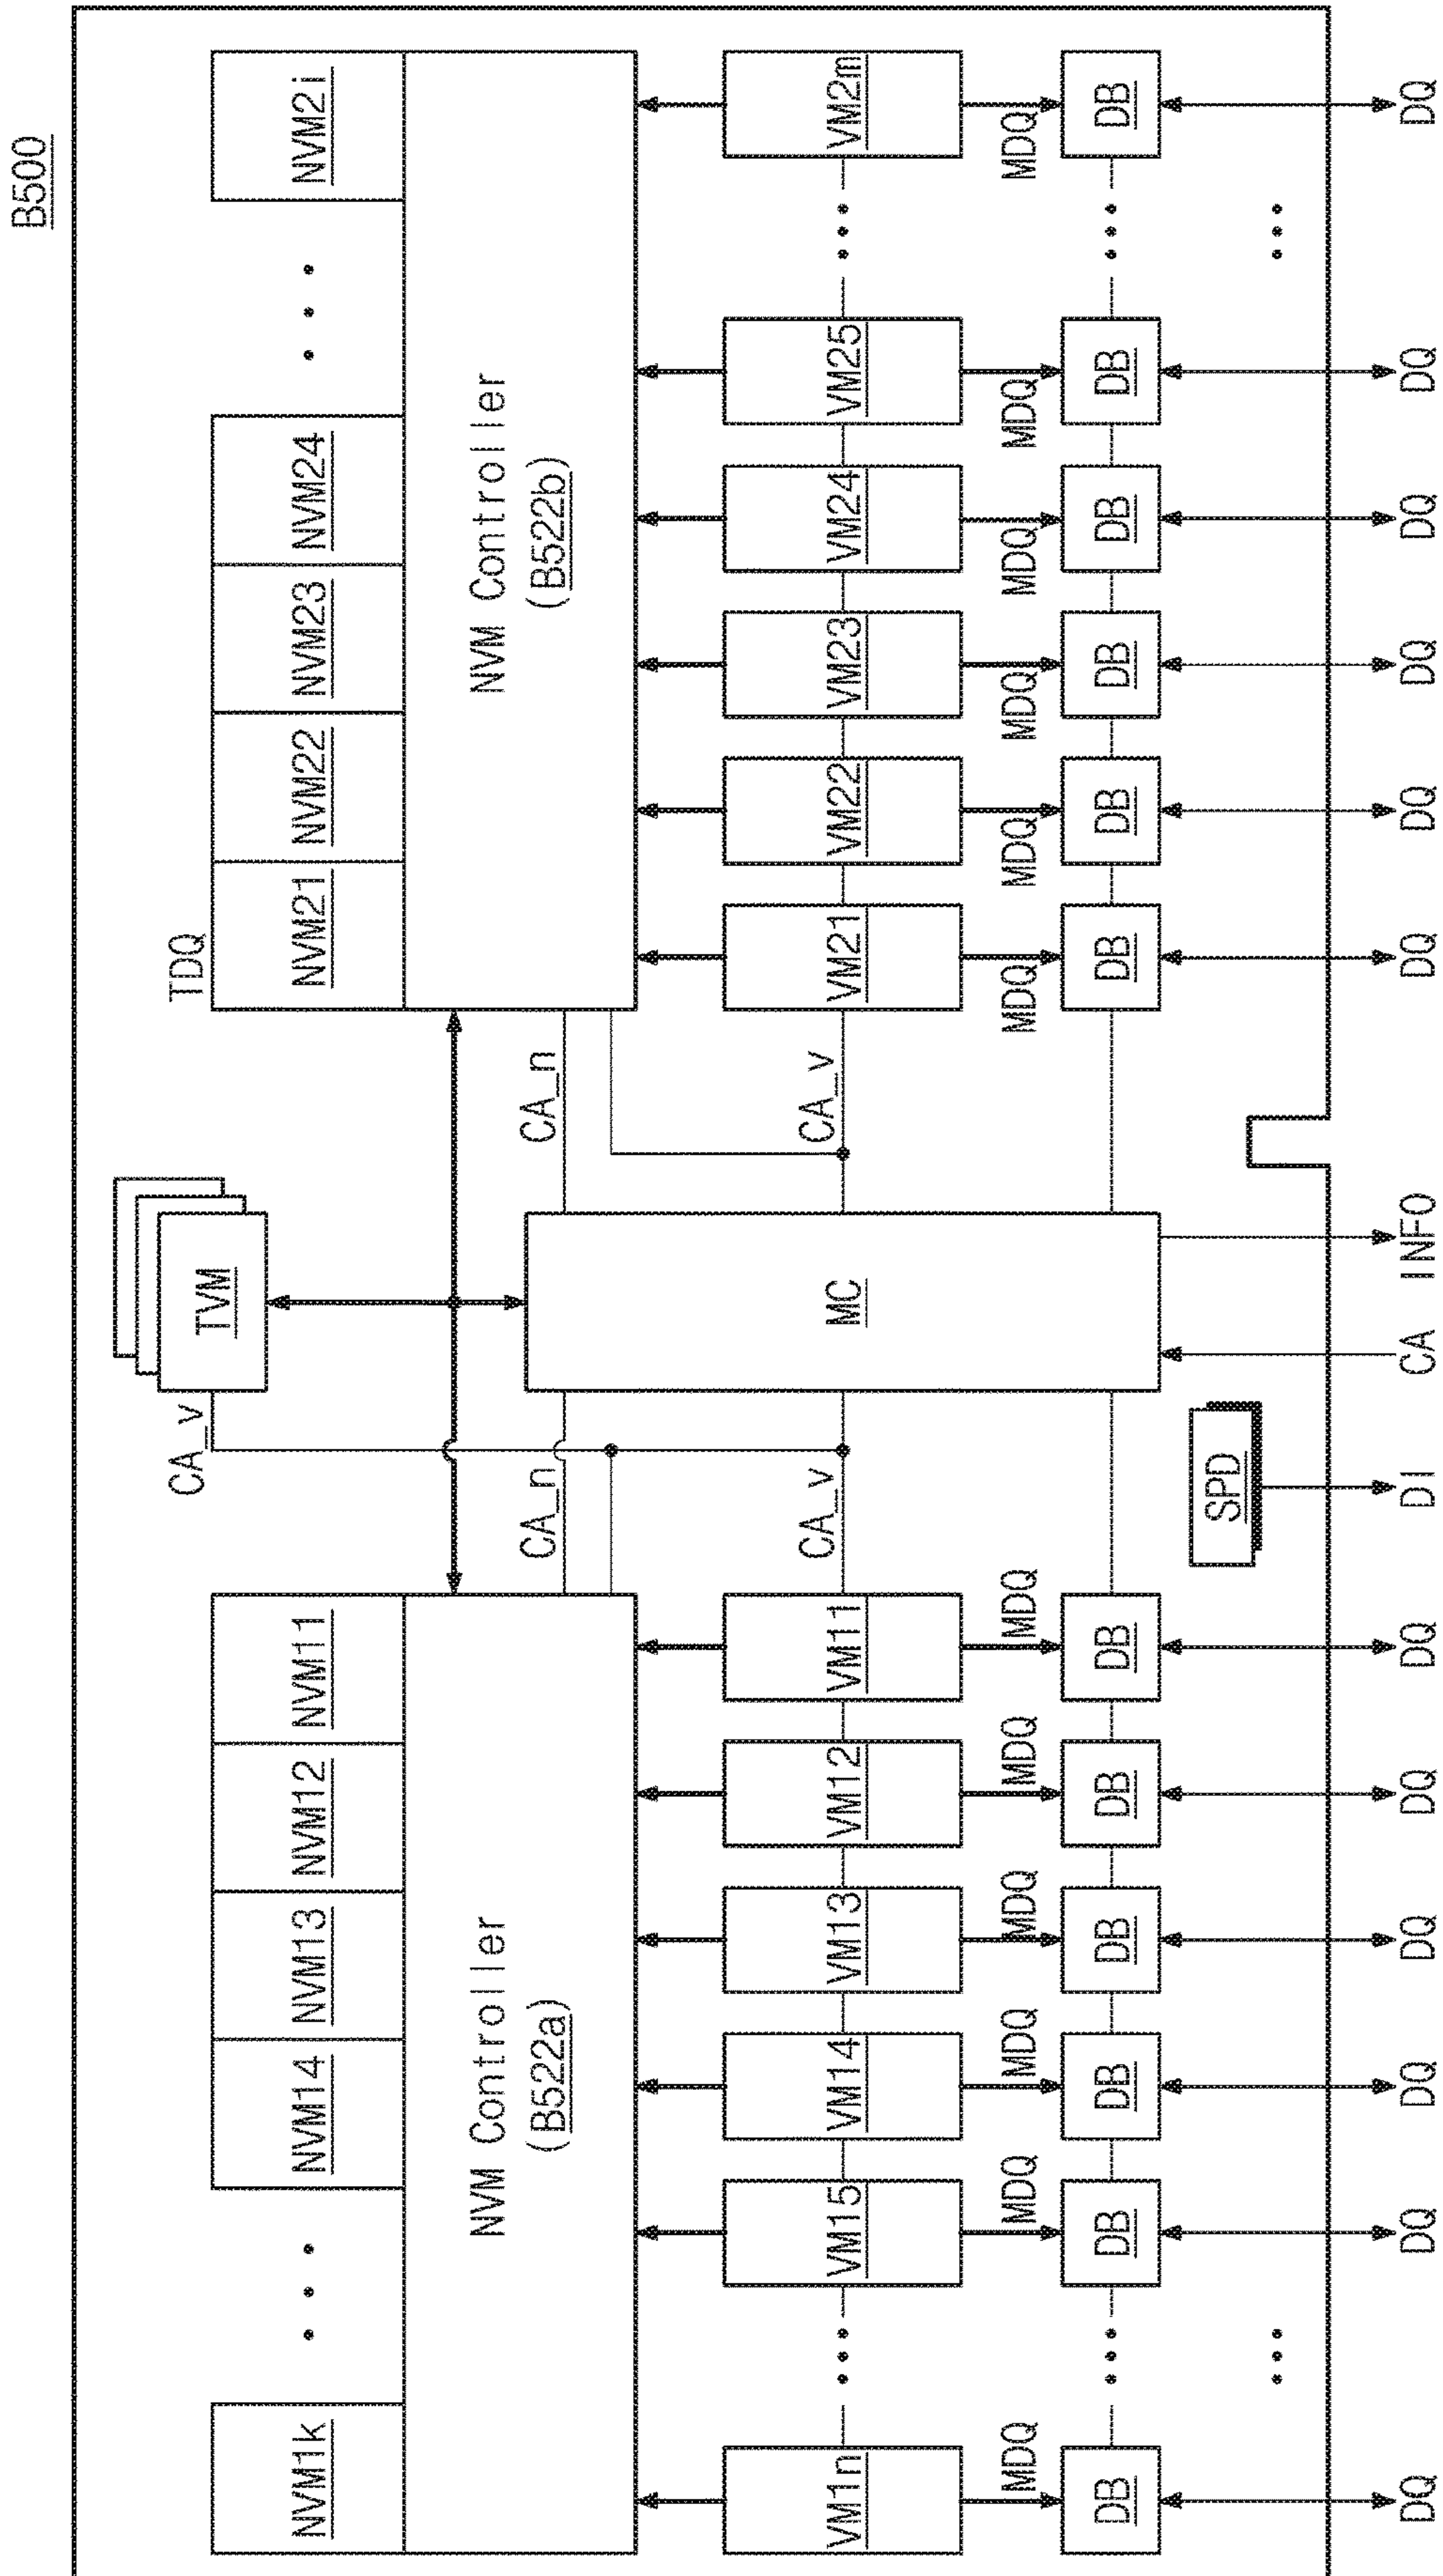 B500
TVM
CA_v
TDQ
NVM1k
NVM14
NVM13
NVM12
NVM11
NVM21
NVM22
NVM23
NVM24
NVM2i
NVM Controller
(B522a)
NVM Controller
(B522b)
CA_n
CA_n
MC
CA_v
CA_v
VM1n
VM15
VM14
VM13
VM12
VM11
VM21
VM22
VM23
VM24
VM25
VM2m
MDQ
MDQ
MDQ
MDQ
MDQ
MDQ
MDQ
MDQ
MDQ
MDQ
MDQ
MDQ
DB
DB
DB
DB
DB
DB
DB
DB
DB
DB
DB
DB
SPD
DQ
DQ
DQ
DQ
DQ
DQ
DI
CA
INFO
DQ
DQ
DQ
DQ
DQ
DQ